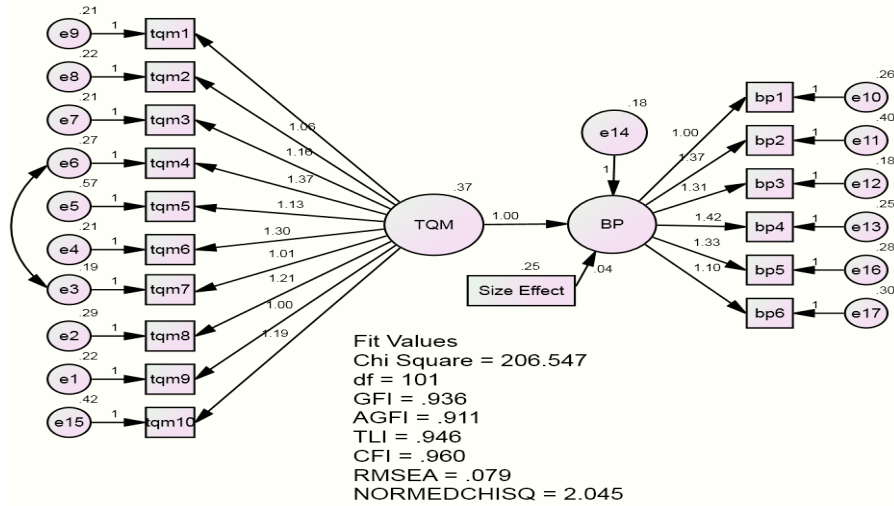 .21
e9 1 tqm1
.22
e8 1 tqm2
.21
e7 1 tqm3
.27
e6 1 tqm4
.57
e5 1 tqm5
.21
e4 1 tqm6
.19
e3 1 tqm7
.29
e2 1 tqm8
.22
e1 1 tqm9
.42
e15 1 tqm10
1.06
1.16
1.37
1.13
1.30
1.01
1.21
1.00
1.19
.37
TQM
1.00
.18
e14
1
BP
.25
Size Effect
.04
1.00
1.37
1.31
1.42
1.33
1.10
.26
bp1 1 e10
.40
bp2 1 e11
.18
bp3 1 e12
.25
bp4 1 e13
.28
bp5 1 e16
.30
bp6 1 e17
Fit Values
Chi Square = 206.547
df = 101
GFI = .936
AGFI = .911
TLI = .946
CFI = .960
RMSEA = .079
NORMEDCHISQ = 2.045